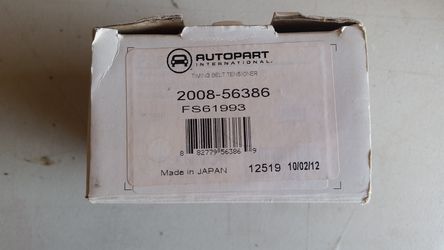 AUTOPART
INTERNATIONAL.
TIMING BELT TENSIONER
2008-56386
FS61993
8 82779 56386 9
Made in JAPAN 12519 10/02/12